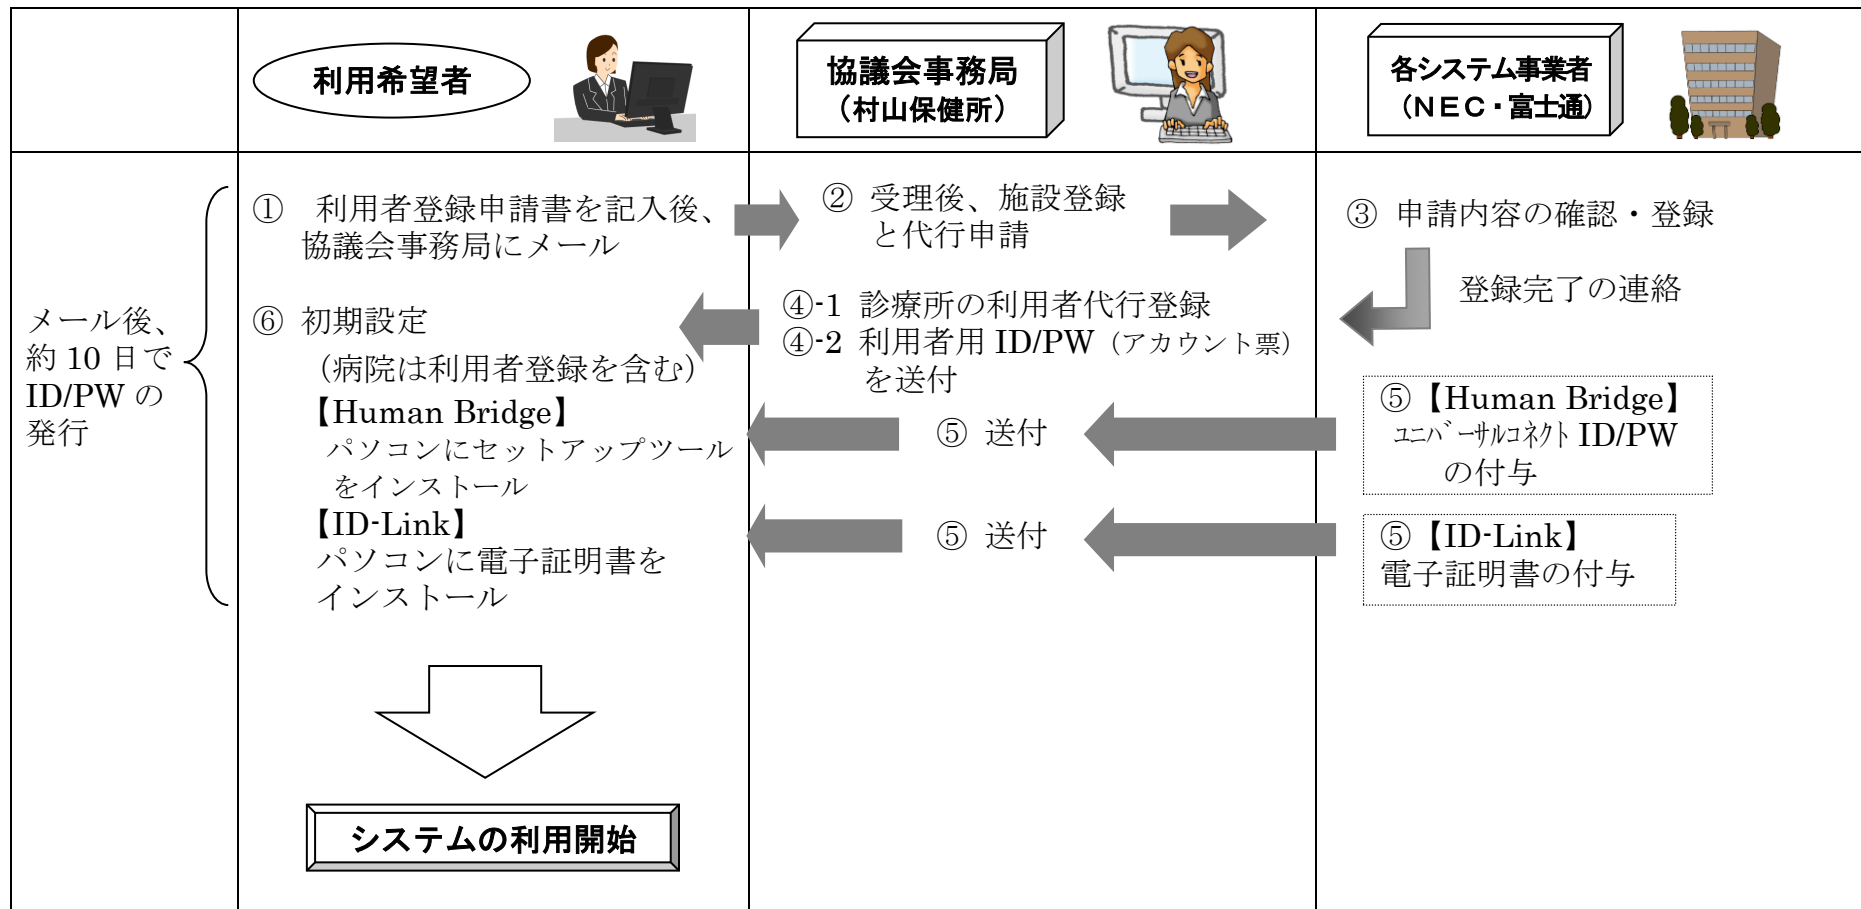 利用希望者
協議会事務局
（村山保健所）
各システム事業者
（ＮＥＣ・富士通）
メール後、
約 10 日で
ID/PW の
発行
① 利用者登録申請書を記入後、
協議会事務局にメール
② 受理後、施設登録
と代行申請
③ 申請内容の確認・登録
登録完了の連絡
④-1 診療所の利用者代行登録
④-2 利用者用 ID/PW（アカウント票）
を送付
⑤【Human Bridge】
ﾕﾆﾊﾞｰｻﾙｺﾈｸﾄ ID/PW
の付与
⑤ 送付
⑤【ID-Link】
電子証明書の付与
⑤ 送付
⑥ 初期設定
（病院は利用者登録を含む）
【Human Bridge】
パソコンにセットアップツール
をインストール
【ID-Link】
パソコンに電子証明書を
インストール
システムの利用開始